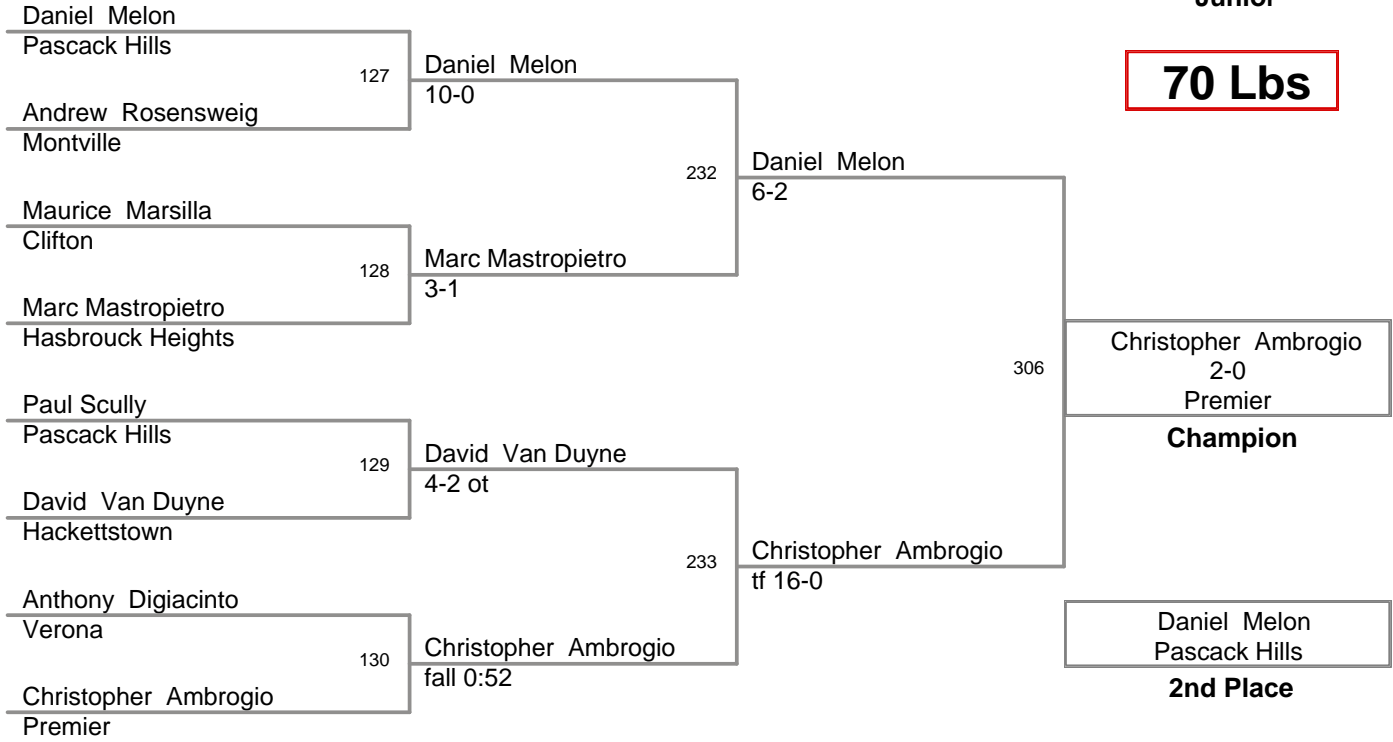 Junior
70 Lbs
Daniel  Melon
Pascack Hills
127
Andrew  Rosensweig
Montville
Daniel  Melon
10-0
Maurice  Marsilla
Clifton
128
Marc Mastropietro
Hasbrouck Heights
Marc Mastropietro
3-1
232
Daniel  Melon
6-2
Paul Scully
Pascack Hills
129
David  Van Duyne
Hackettstown
David  Van Duyne
4-2 ot
Anthony  Digiacinto
Verona
130
Christopher  Ambrogio
Premier
Christopher  Ambrogio
fall 0:52
233
Christopher  Ambrogio
tf 16-0
306
Christopher  Ambrogio
2-0
Premier
Champion
Daniel  Melon
Pascack Hills
2nd Place